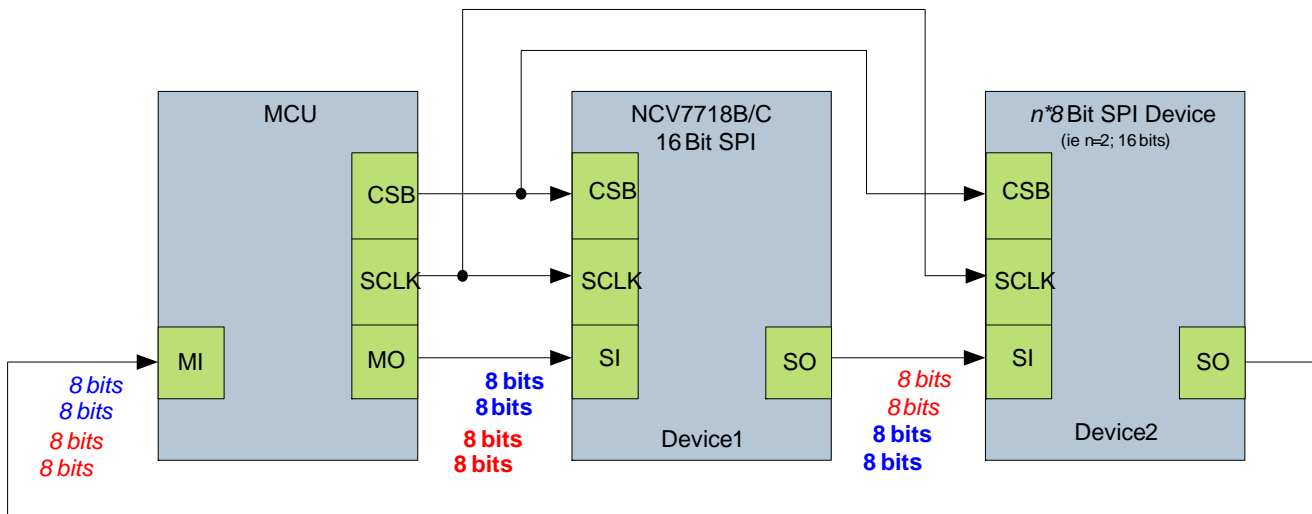 MCU
CSB
SCLK
MI
MO
8 bits
8 bits
8 bits
8 bits
8 bits
8 bits
8 bits
8 bits
NCV7718B/C
16 Bit SPI
CSB
SCLK
SI
SO
Device1
8 bits
8 bits
8 bits
8 bits
n*8 Bit SPI Device
(ie n=2; 16 bits)
CSB
SCLK
SI
SO
Device2